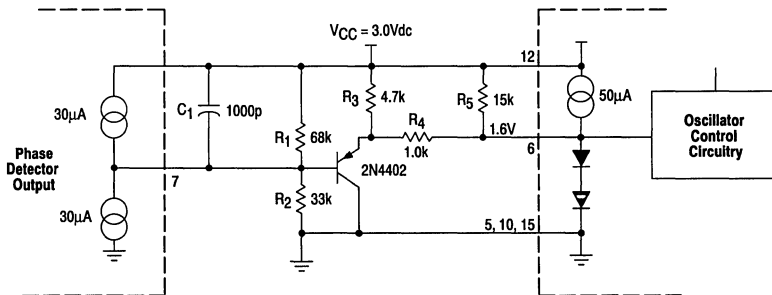 VCC = 3.0Vdc
12
30µA
C1
1000p
R3
4.7k
R5
15k
50µA
R4
1.6V
Oscillator
Control
Circuitry
R1
68k
1.0k
6
Phase
Detector
Output
7
2N4402
30µA
R2
33k
5, 10, 15